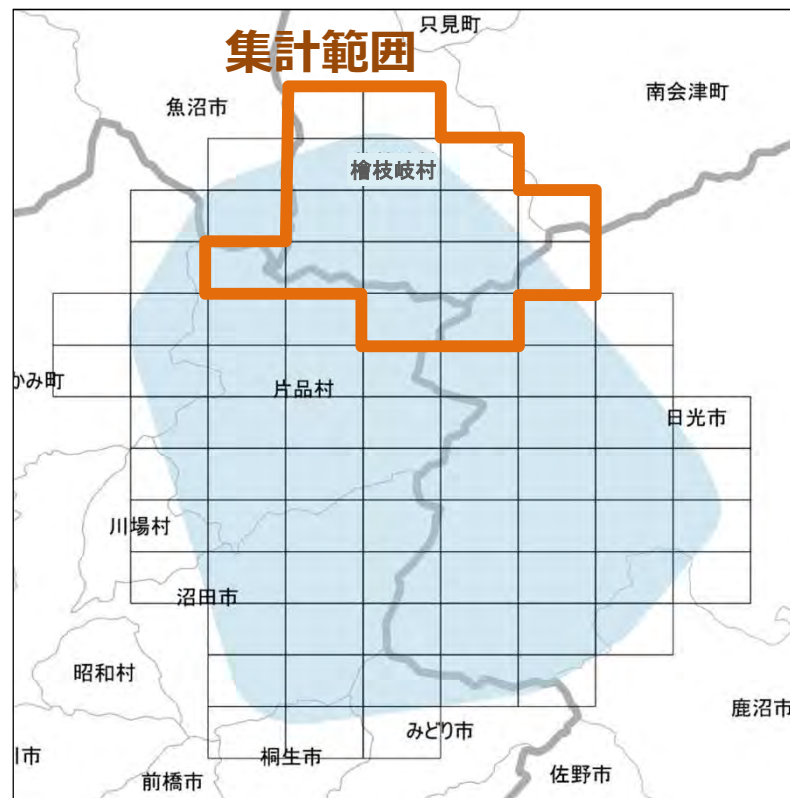 只見町
集計範囲
南会津町
魚沼市
檜枝岐村
かみ町
片品村
日光市
川場村
沼田市
昭和村
鹿沼市
みどり市
桐生市
川市
前橋市
佐野市